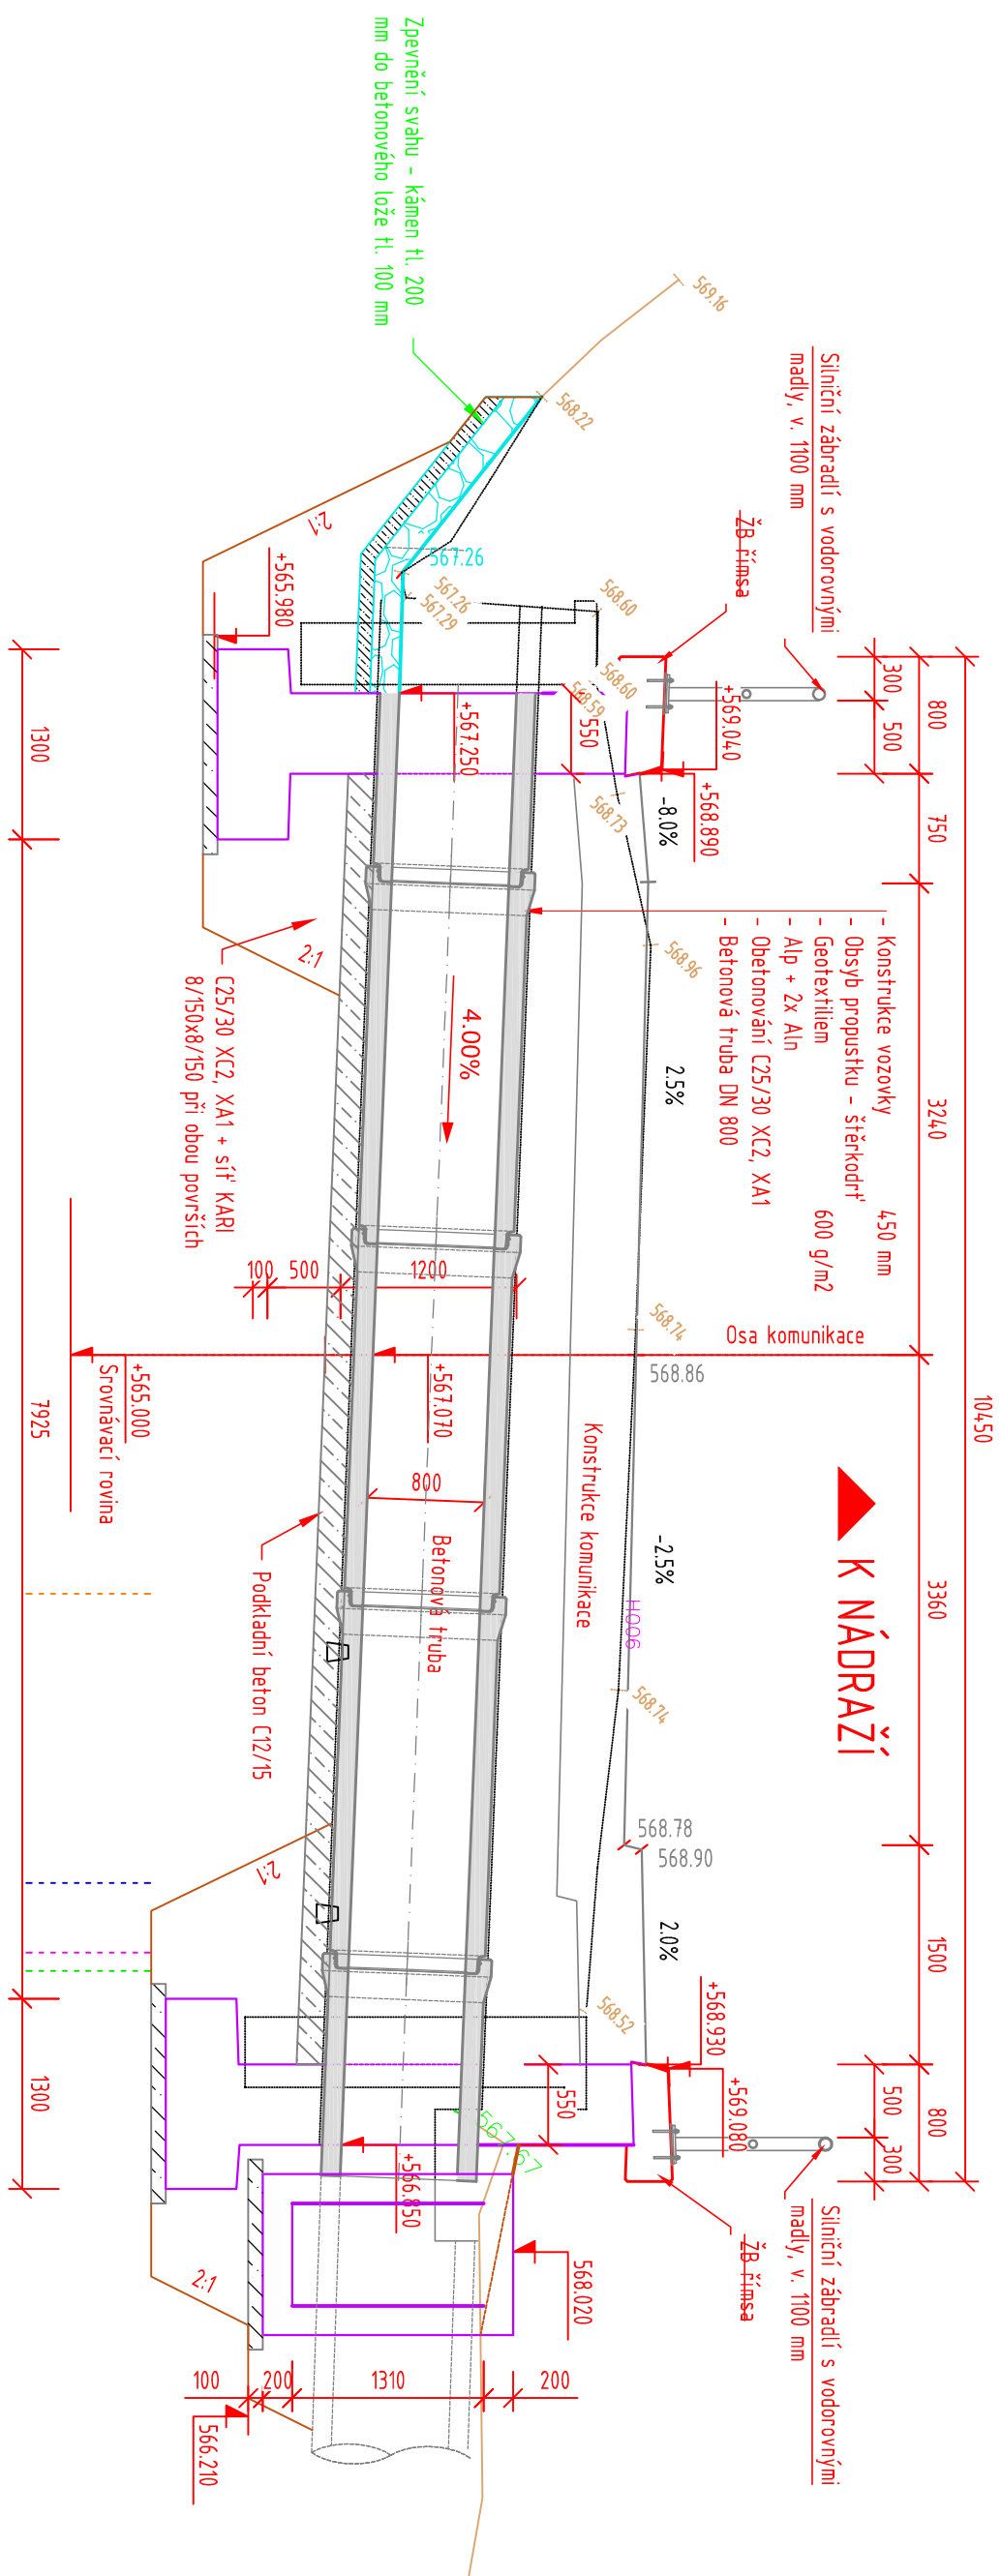 Zpevnění svahu - kámen tl. 200
mm do betonového lože tl. 100 mm
569.16
568.22
567.26
567.26
567.29
568.60
568.60
568.59
568.73
568.96
568.74
568.86
568.74
568.78
568.90
568.52
567.67
Silniční zábradlí s vodorovnými
madly, v. 1100 mm
ŽB římsa
300
500
800
750
3240
10450
3360
1500
800
500
300
+569.040
+568.890
-8.0%
550
+567.250
+565.980
2:1
1300
2:1
- Konstrukce vozovky 450 mm
- Obsyp propustku - štěrkodrť
- Geotextiliem 600 g/m2
- Alp + 2x Aln
- Obetonování C25/30 XC2, XA1
- Betonová truba DN 800
2.5%
4.00%
C25/30 XC2, XA1 + síť KARI
8/150x8/150 při obou površích
100
500
1200
Osa komunikace
+567.070
+565.000
Srovnávací rovina
7925
Konstrukce komunikace
800
Betonová truba
Podkladní beton C12/15
K NÁDRAŽÍ
-2.5%
H006
2.0%
2:1
+568.930
+569.080
550
+566.850
568.020
1300
2:1
Silniční zábradlí s vodorovnými
madly, v. 1100 mm
ŽB římsa
100
200
1310
200
566.210